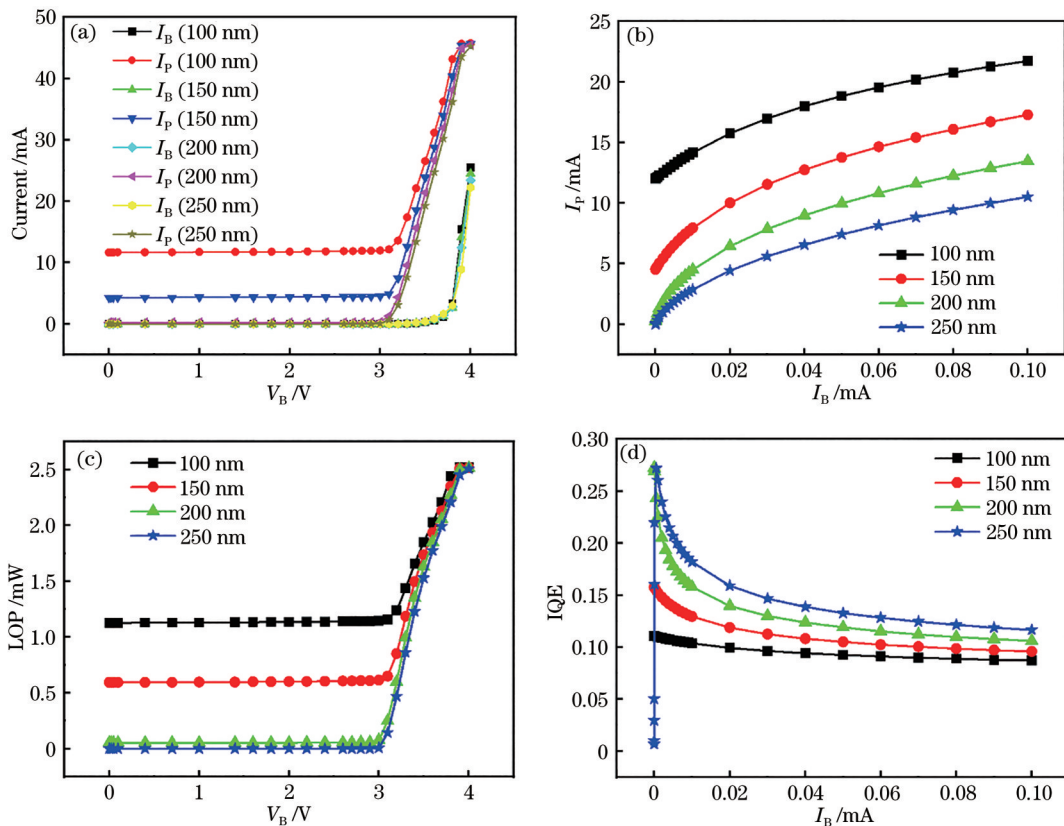 (a)
50
40
30
20
10
0
Current /mA
I_B (100 nm)
I_P (100 nm)
I_B (150 nm)
I_P (150 nm)
I_B (200 nm)
I_P (200 nm)
I_B (250 nm)
I_P (250 nm)
0 1 2 3 4
V_B /V
(b)
25
20
15
10
5
0
I_P /mA
100 nm
150 nm
200 nm
250 nm
0 0.02 0.04 0.06 0.08 0.10
I_B /mA
(c)
2.5
2.0
1.5
1.0
0.5
0
LOP /mW
100 nm
150 nm
200 nm
250 nm
0 1 2 3 4
V_B /V
(d)
0.30
0.25
0.20
0.15
0.10
0.05
0
IQE
100 nm
150 nm
200 nm
250 nm
0 0.02 0.04 0.06 0.08 0.10
I_B /mA